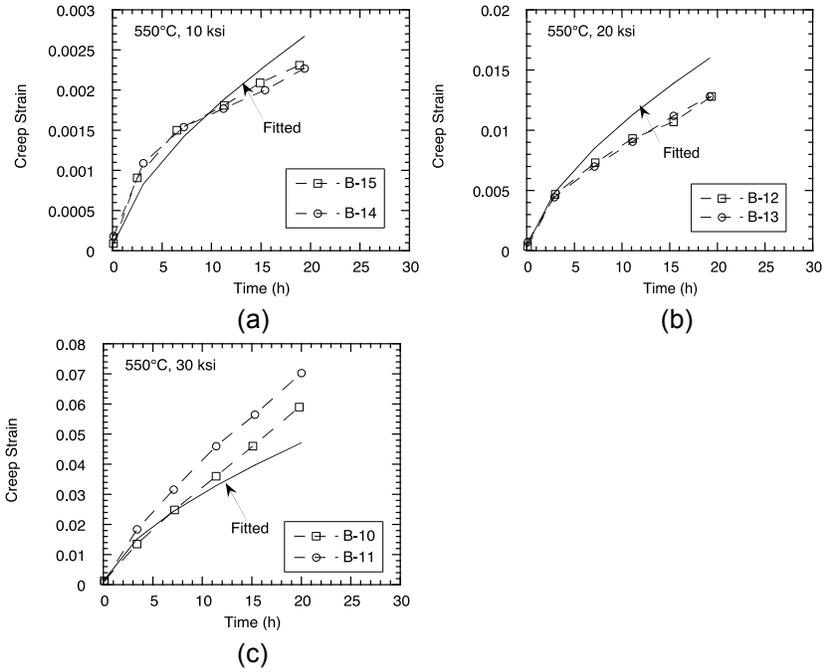 0.003
550°C, 10 ksi
0.0025
0.002
0.0015
0.001
0.0005
0
Creep Strain
Fitted
B-15
B-14
0 5 10 15 20 25 30
Time (h)
(a)
0.02
550°C, 20 ksi
0.015
0.01
0.005
0
Creep Strain
Fitted
B-12
B-13
0 5 10 15 20 25 30
Time (h)
(b)
0.08
550°C, 30 ksi
0.07
0.06
0.05
0.04
0.03
0.02
0.01
0
Creep Strain
Fitted
B-10
B-11
0 5 10 15 20 25 30
Time (h)
(c)